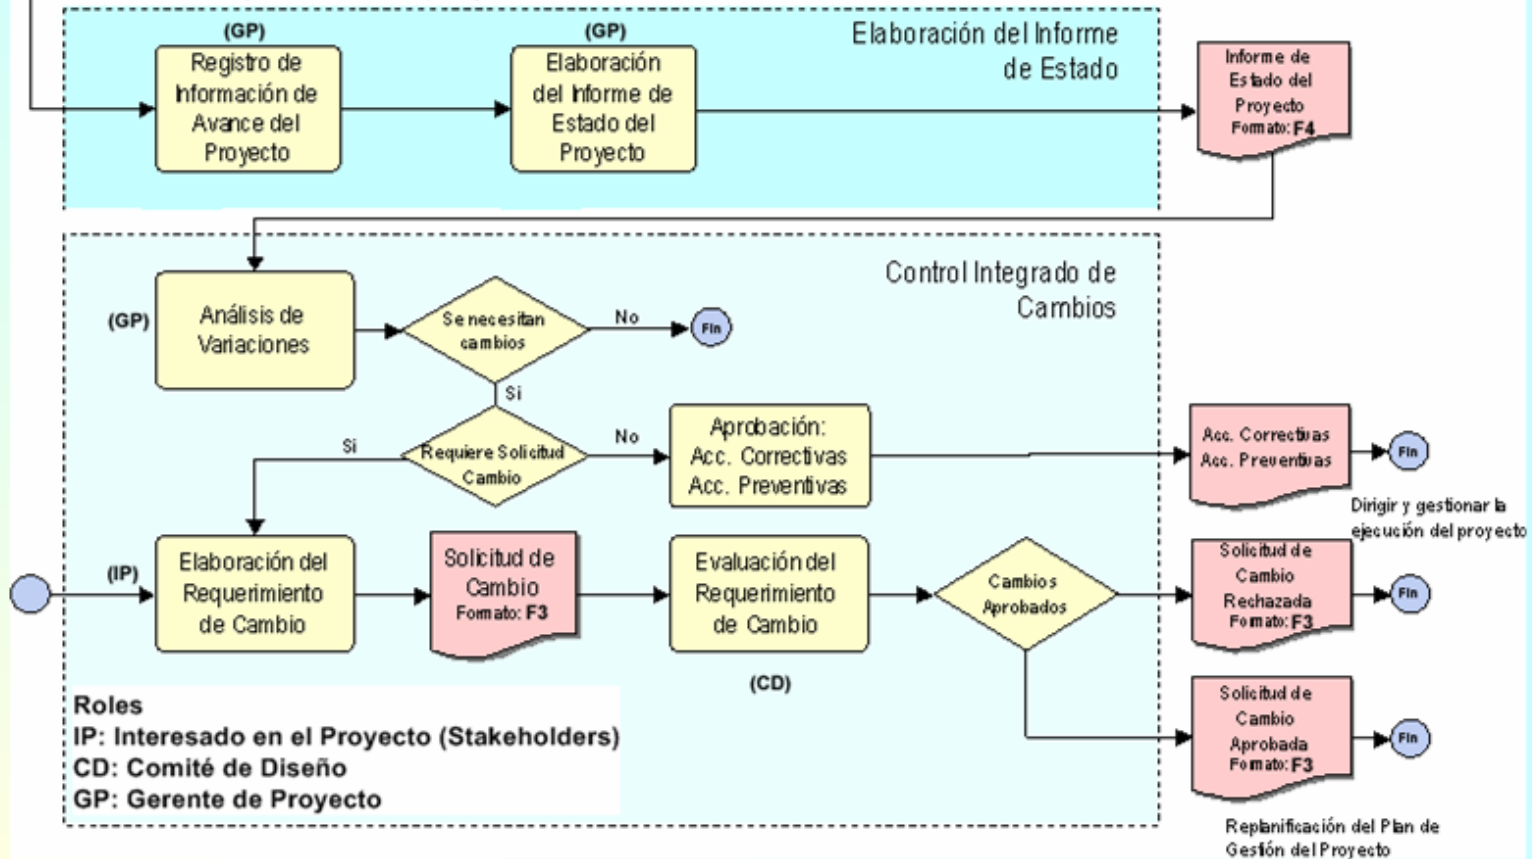 (GP)
Registro de
Información de
Avance del
Proyecto
(GP)
Elaboración
del Informe de
Estado del
Proyecto
Elaboración del Informe
de Estado
Informe de
Estado del
Proyecto
Formato: F4
Control Integrado de
Cambios
(GP)
Análisis de
Variaciones
Se necesitan
cambios
No
Fin
Si
Requiere Solicitud
Cambio
Si
No
Aprobación:
Acc. Correctivas
Acc. Preventivas
Acc. Correctivas
Acc. Preventivas
Fin
Dirigir y gestionar la
ejecución del proyecto
(IP)
Elaboración del
Requerimiento
de Cambio
Solicitud de
Cambio
Formato: F3
Evaluación del
Requerimiento
de Cambio
(CD)
Cambios
Aprobados
Solicitud de
Cambio
Rechazada
Formato: F3
Fin
Solicitud de
Cambio
Aprobada
Formato: F3
Fin
Replanificación del Plan de
Gestión del Proyecto
Roles
IP: Interesado en el Proyecto (Stakeholders)
CD: Comité de Diseño
GP: Gerente de Proyecto